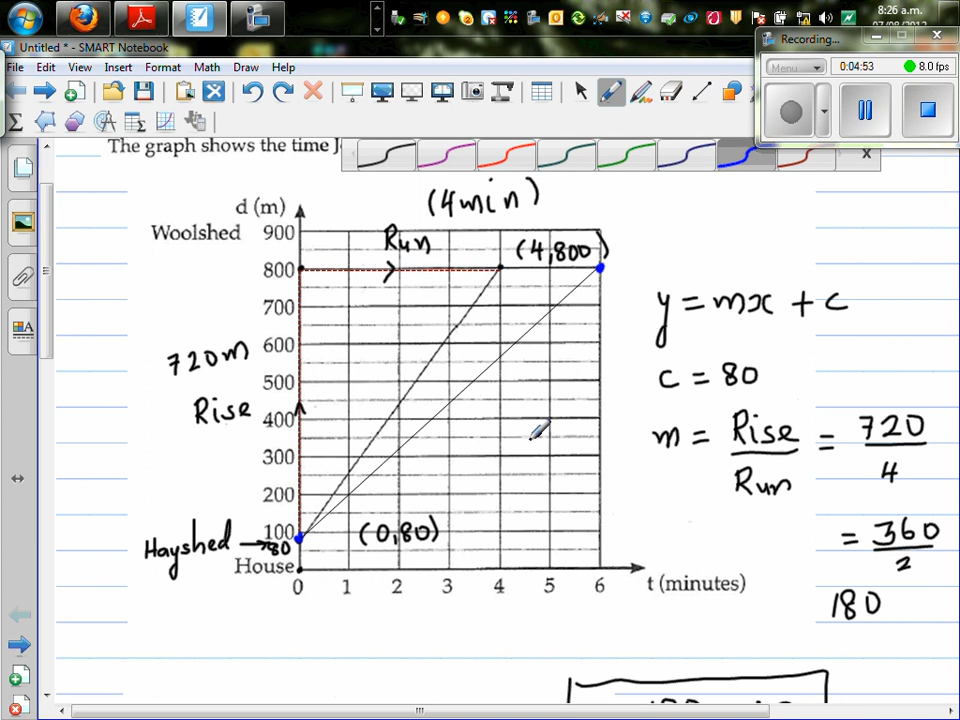 8:26 a.m.
07/08/2012
Untitled * - SMART Notebook
Recording...
File Edit View Insert Format Math Draw Help
Menu 0:04:53 8.0 fps
The graph shows the time J
d (m) (4min)
Woolshed 900
Run (4,800)
800
700
y = mx + c
600
720m
c = 80
500
Rise
400
m = Rise/Run = 720/4
300
200
100
= 360/2
Hayshed 80 (0,80)
House
0 1 2 3 4 5 6 t (minutes)
180